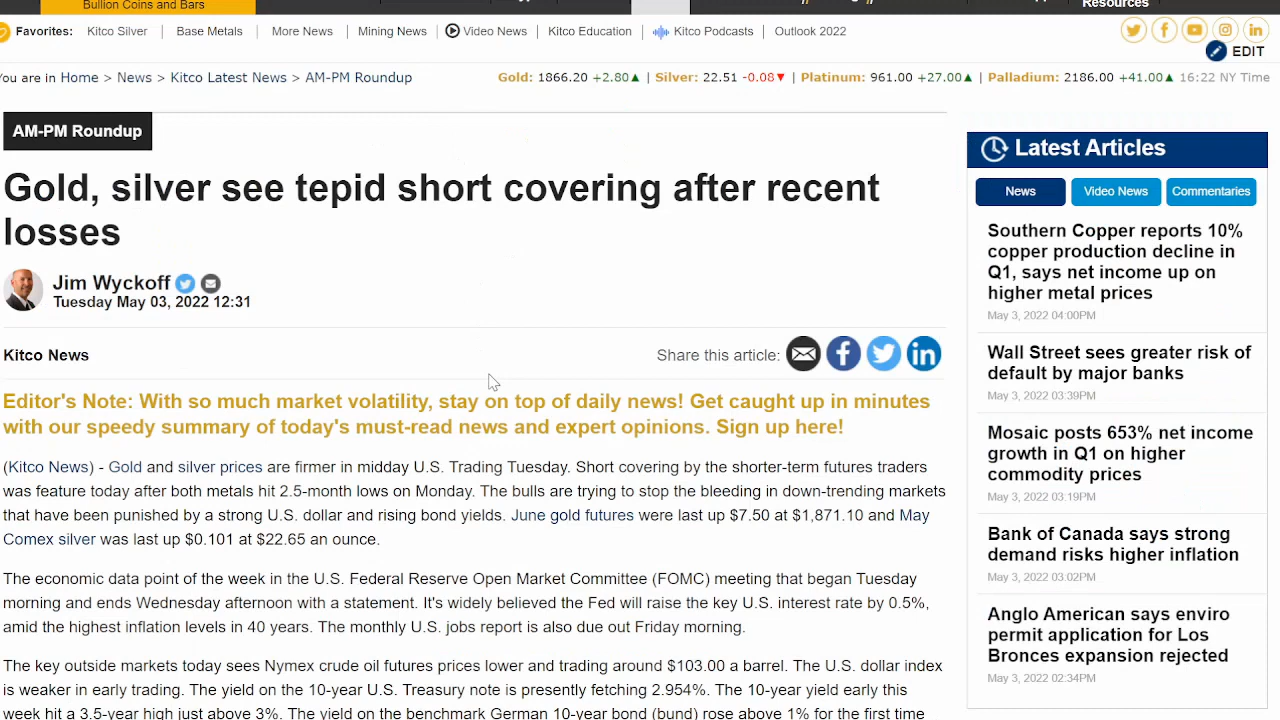 Bullion Coins and Bars
Resources
Favorites: Kitco Silver Base Metals More News Mining News Video News Kitco Education Kitco Podcasts Outlook 2022
EDIT
You are in Home > News > Kitco Latest News > AM-PM Roundup
Gold: 1866.20 +2.80▲ | Silver: 22.51 -0.08▼ | Platinum: 961.00 +27.00▲ | Palladium: 2186.00 +41.00▲ 16:22 NY Time
AM-PM Roundup
Gold, silver see tepid short covering after recent
losses
Jim Wyckoff
Tuesday May 03, 2022 12:31
Kitco News
Share this article:
Editor's Note: With so much market volatility, stay on top of daily news! Get caught up in minutes
with our speedy summary of today's must-read news and expert opinions. Sign up here!
(Kitco News) - Gold and silver prices are firmer in midday U.S. Trading Tuesday. Short covering by the shorter-term futures traders
was feature today after both metals hit 2.5-month lows on Monday. The bulls are trying to stop the bleeding in down-trending markets
that have been punished by a strong U.S. dollar and rising bond yields. June gold futures were last up $7.50 at $1,871.10 and May
Comex silver was last up $0.101 at $22.65 an ounce.
The economic data point of the week in the U.S. Federal Reserve Open Market Committee (FOMC) meeting that began Tuesday
morning and ends Wednesday afternoon with a statement. It's widely believed the Fed will raise the key U.S. interest rate by 0.5%,
amid the highest inflation levels in 40 years. The monthly U.S. jobs report is also due out Friday morning.
The key outside markets today sees Nymex crude oil futures prices lower and trading around $103.00 a barrel. The U.S. dollar index
is weaker in early trading. The yield on the 10-year U.S. Treasury note is presently fetching 2.954%. The 10-year yield early this
week hit a 3.5-year high just above 3%. The yield on the benchmark German 10-year bond (bund) rose above 1% for the first time
Latest Articles
News Video News Commentaries
Southern Copper reports 10%
copper production decline in
Q1, says net income up on
higher metal prices
May 3, 2022 04:00PM
Wall Street sees greater risk of
default by major banks
May 3, 2022 03:39PM
Mosaic posts 653% net income
growth in Q1 on higher
commodity prices
May 3, 2022 03:19PM
Bank of Canada says strong
demand risks higher inflation
May 3, 2022 03:02PM
Anglo American says enviro
permit application for Los
Bronces expansion rejected
May 3, 2022 02:34PM